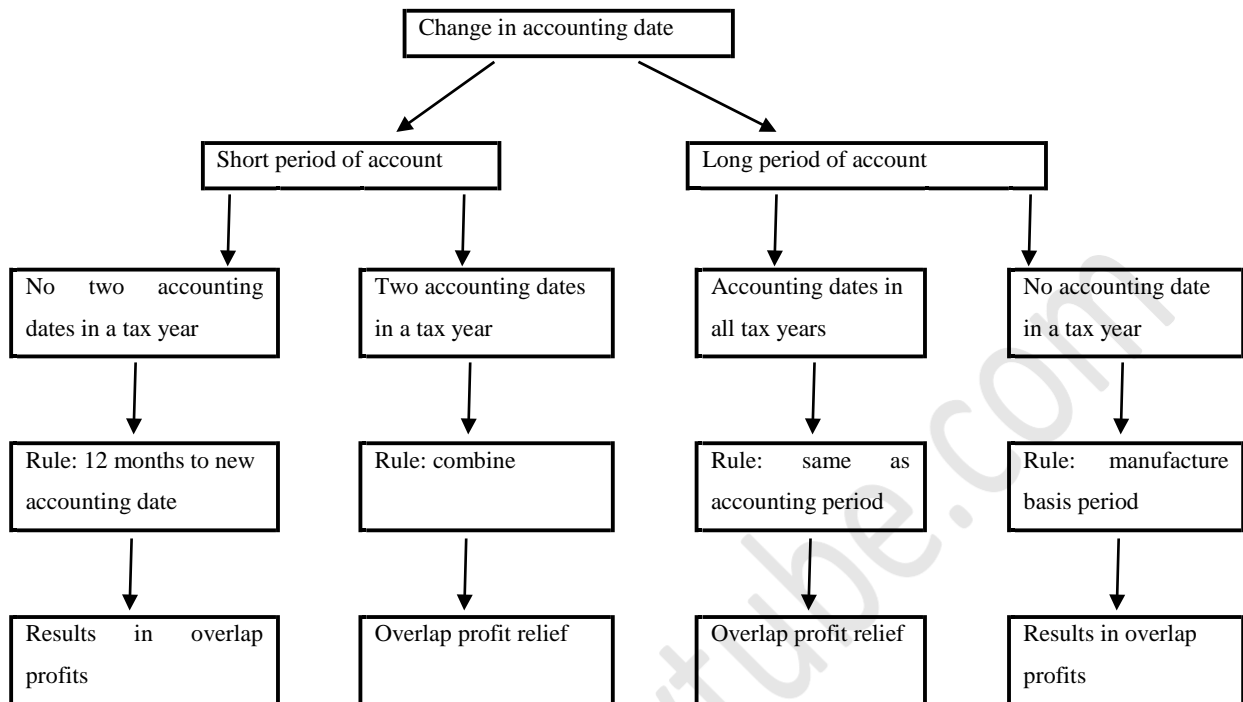 Change in accounting date
Short period of account
Long period of account
No two accounting
dates in a tax year
Two accounting dates
in a tax year
Accounting dates in
all tax years
No accounting date
in a tax year
Rule: 12 months to new
accounting date
Rule: combine
Rule: same as
accounting period
Rule: manufacture
basis period
Results in overlap
profits
Overlap profit relief
Overlap profit relief
Results in overlap
profits